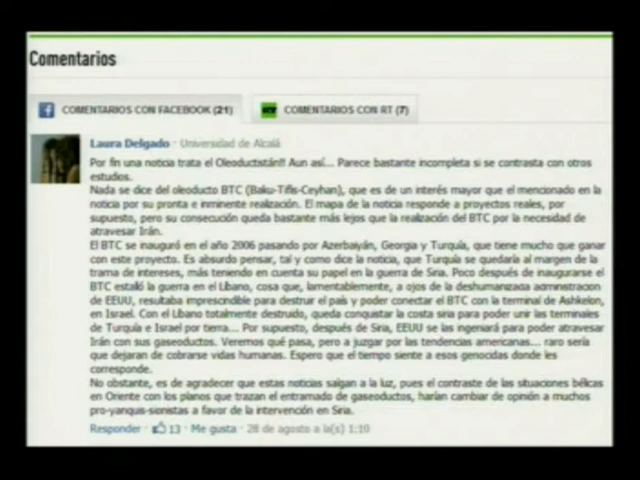 Comentarios
COMENTARIOS CON FACEBOOK (21)
COMENTARIOS CON RT (7)
Laura Delgado · Universidad de Alcalá
Por fin una noticia trata el Oleoductistán!! Aun así... Parece bastante incompleta si se contrasta con otros
estudios.
Nada se dice del oleoducto BTC (Baku-Tiflis-Ceyhan), que es de un interés mayor que el mencionado en la
noticia por su pronta e inminente realización. El mapa de la noticia responde a proyectos reales, por
supuesto, pero su consecución queda bastante más lejos que la realización del BTC por la necesidad de
atravesar Irán.
El BTC se inauguró en el año 2006 pasando por Azerbaiyán, Georgia y Turquía, que tiene mucho que ganar
con este proyecto. Es absurdo pensar, tal y como dice la noticia, que Turquía se quedaría al margen de la
trama de intereses, más teniendo en cuenta su papel en la guerra de Siria. Poco después de inaugurarse el
BTC estalló la guerra en el Líbano, cosa que, lamentablemente, a ojos de la deshumanizada administracion
de EEUU, resultaba imprescindible para destruir el país y poder conectar el BTC con la terminal de Ashkelon,
en Israel. Con el Líbano totalmente destruido, queda conquistar la costa siria para poder unir las terminales
de Turquía e Israel por tierra... Por supuesto, después de Siria, EEUU se las ingeniará para poder atravesar
Irán con sus gaseoductos. Veremos qué pasa, pero a juzgar por las tendencias americanas... raro sería
que dejaran de cobrarse vidas humanas. Espero que el tiempo siente a esos genocidas donde les
corresponde.
No obstante, es de agradecer que estas noticias salgan a la luz, pues el contraste de las situaciones bélicas
en Oriente con los planos que trazan el entramado de gaseoductos, harían cambiar de opinión a muchos
pro-yanquis-sionistas a favor de la intervención en Siria.
Responder · 13 · Me gusta · 28 de agosto a la(s) 1:10